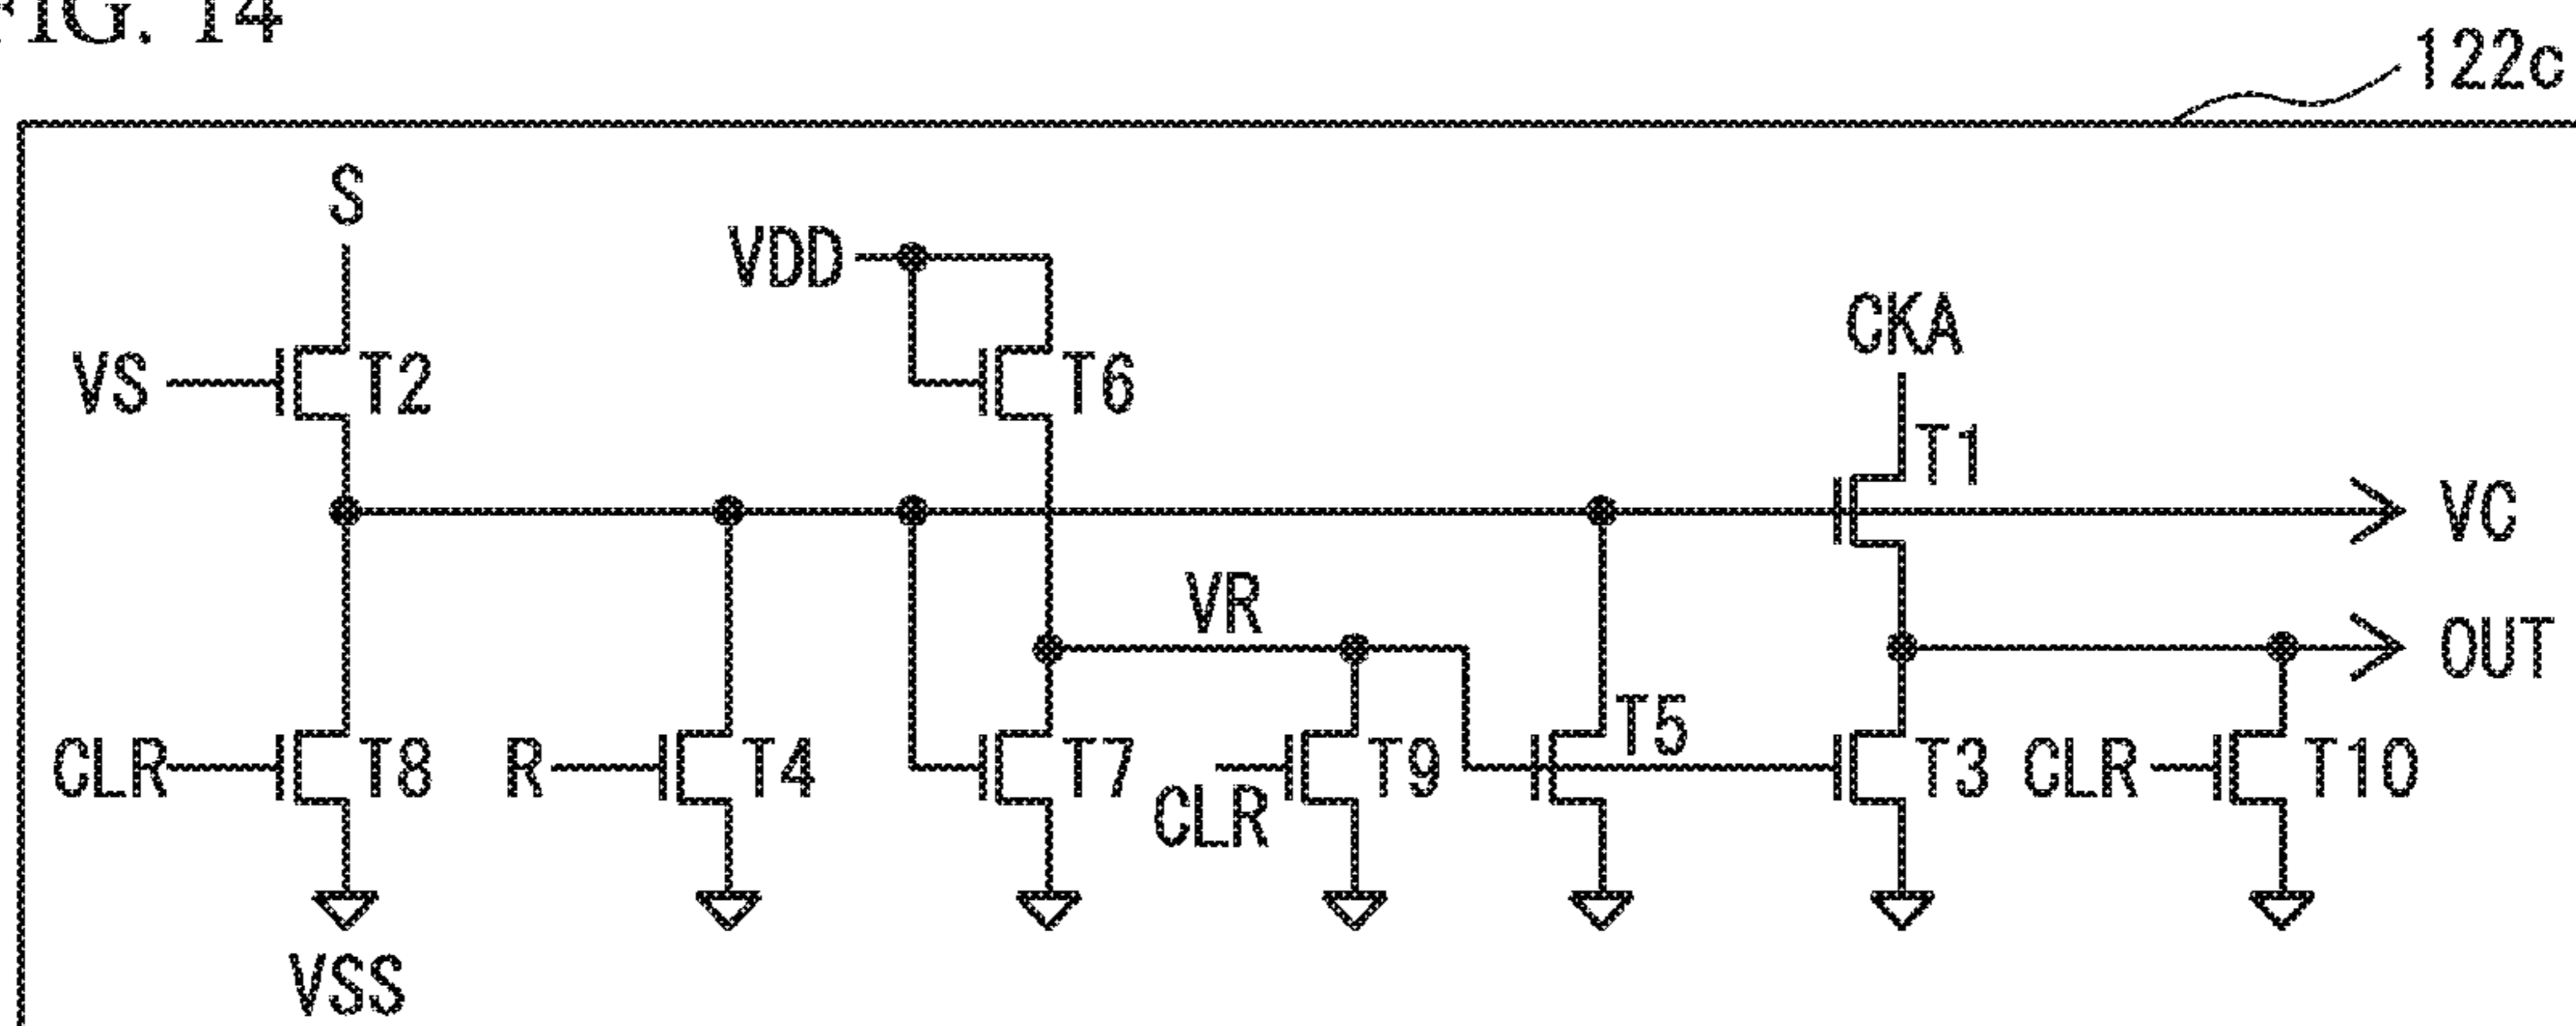 FIG. 14
122c
S
VDD
CKA
VS
T2
T6
T1
VC
VR
OUT
T5
CLR
T8
R
T4
T7
T9
T3
CLR
T10
CLR
VSS